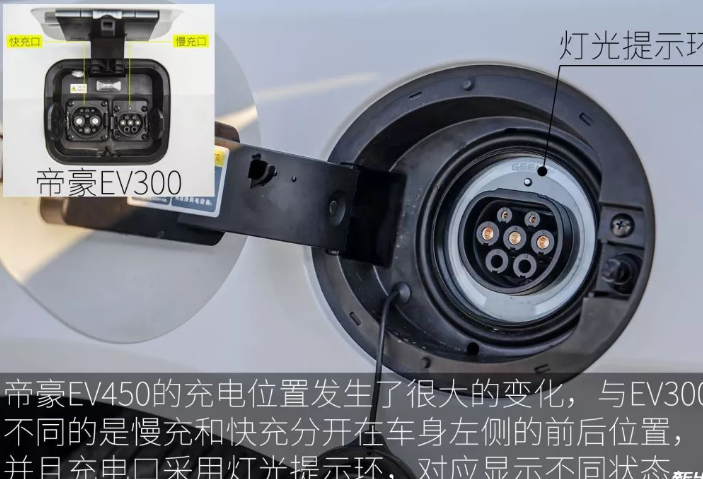 快充口
慢充口
帝豪EV300
灯光提示环
GEELY
帝豪EV450的充电位置发生了很大的变化，与EV300
不同的是慢充和快充分开在车身左侧的前后位置，
并且充电口采用灯光提示环，对应显示不同状态。